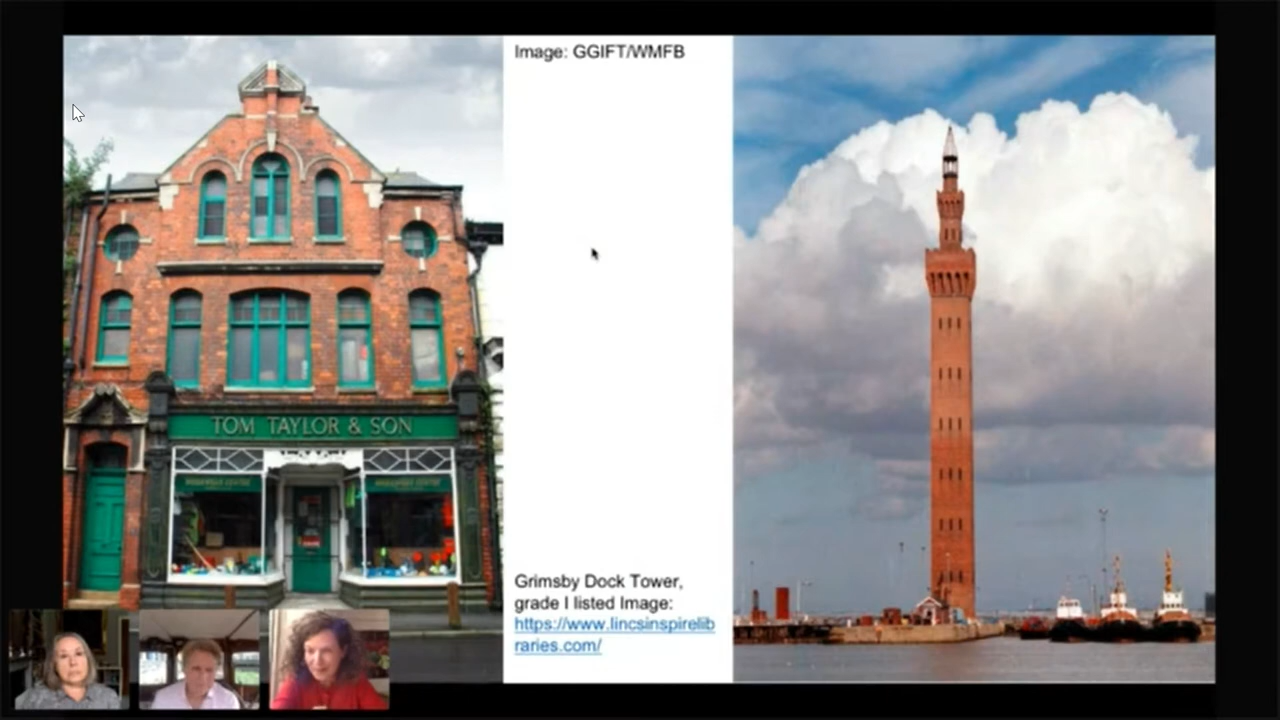 Image: GGIFT/WMFB
TOM TAYLOR & SON
Grimsby Dock Tower,
grade I listed Image:
https://www.lincsinspirelib
raries.com/